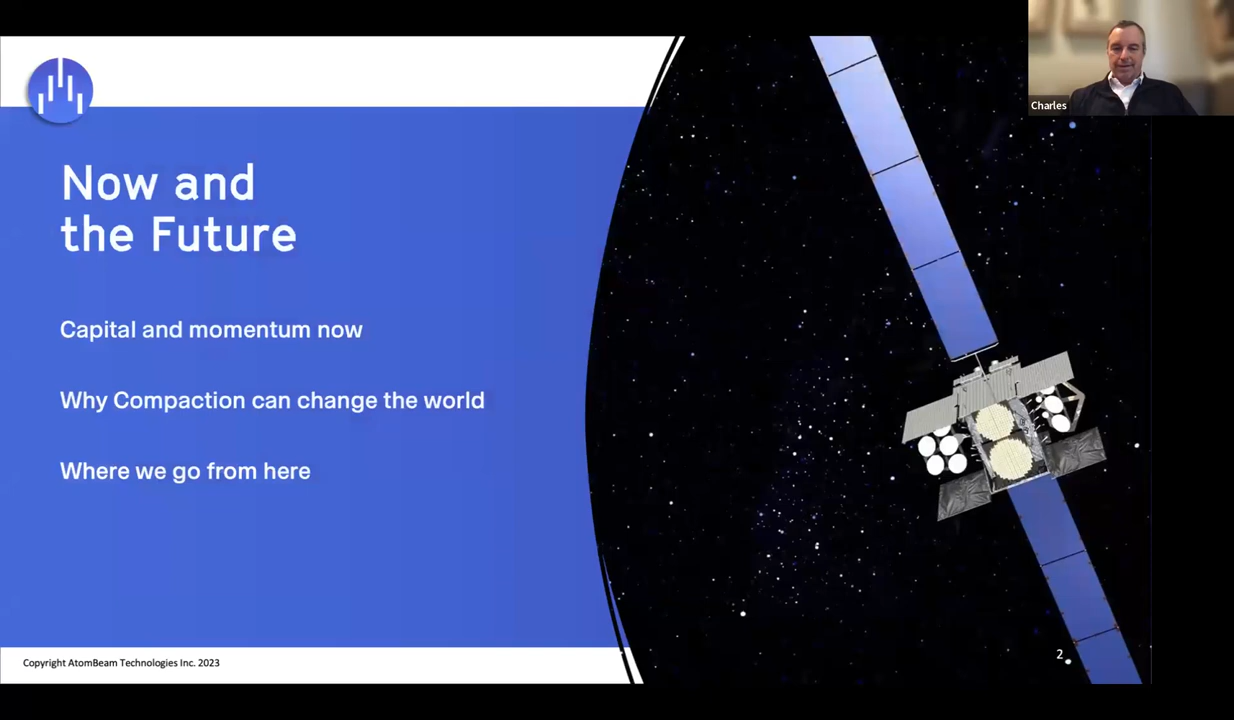 Charles
Now and
the Future
Capital and momentum now
Why Compaction can change the world
Where we go from here
Copyright AtomBeam Technologies Inc. 2023
2